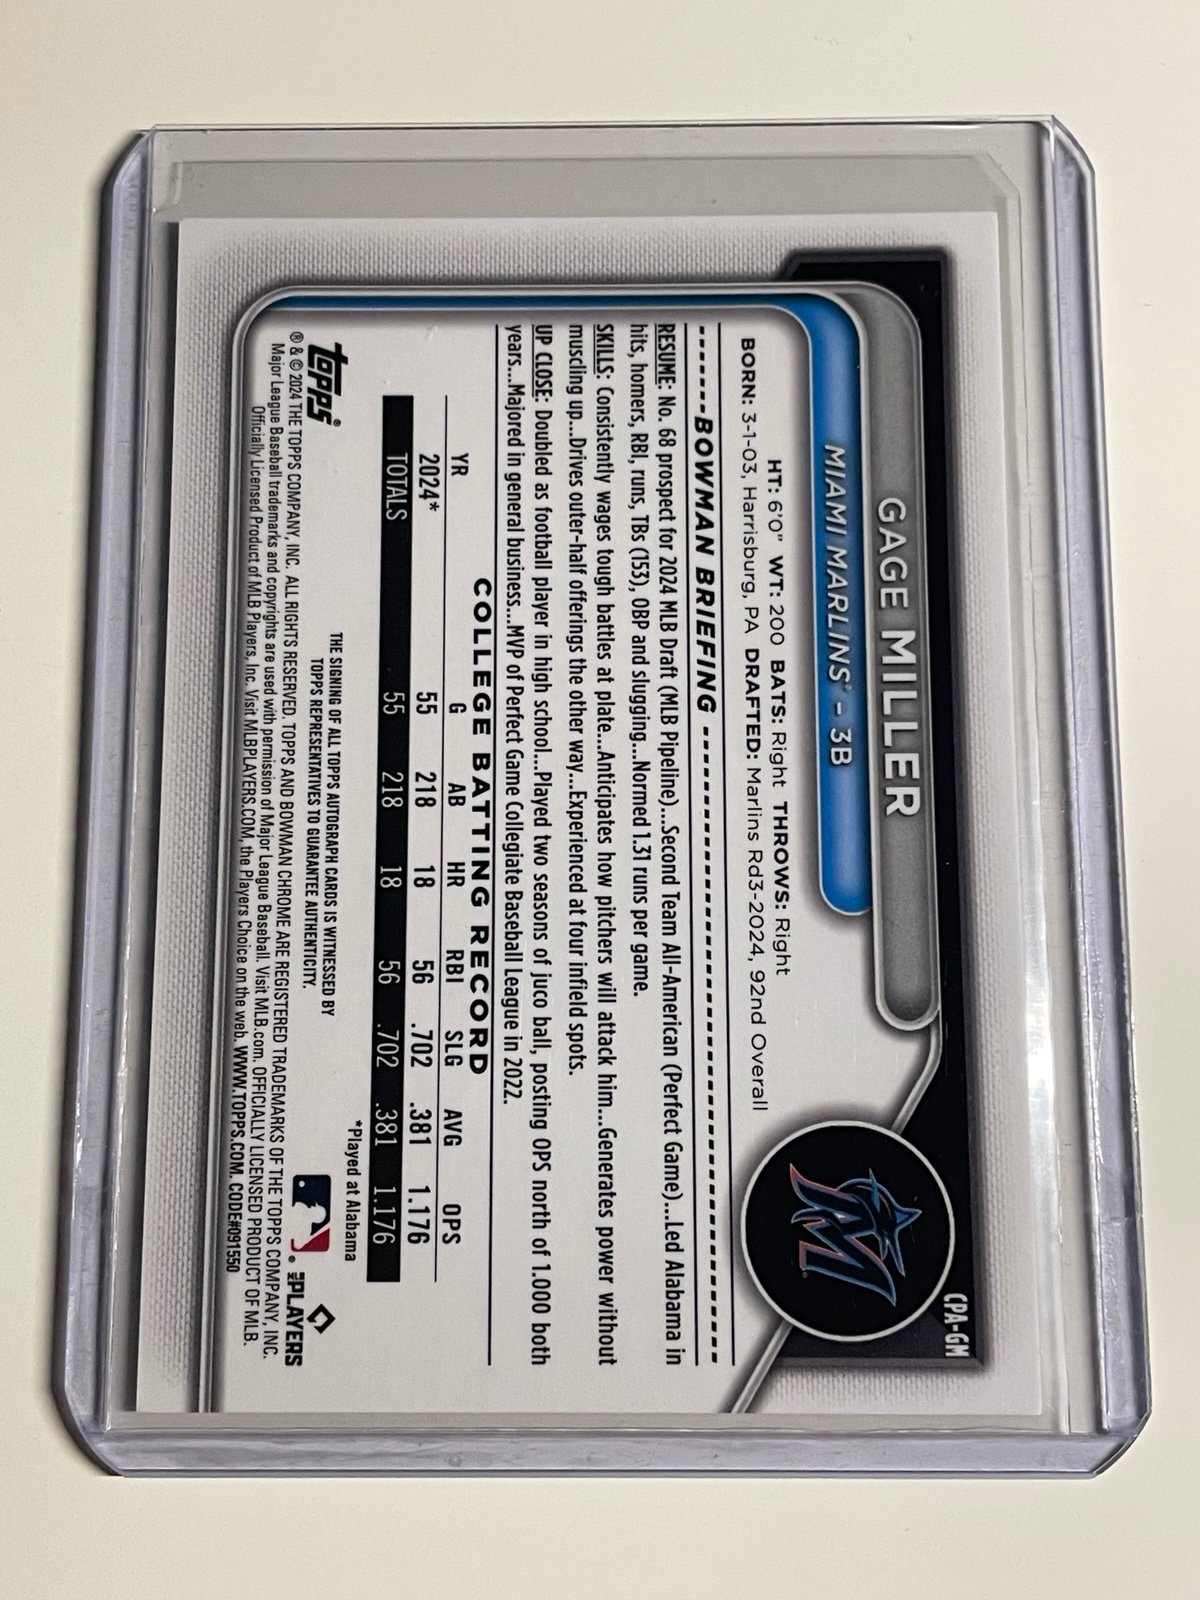 CPA-GM
GAGE MILLER
MIAMI MARLINS® - 3B
HT: 6'0" WT: 200 BATS: Right THROWS: Right
BORN: 3-1-03, Harrisburg, PA DRAFTED: Marlins Rd3-2024, 92nd Overall
BOWMAN BRIEFING
RESUME: No. 68 prospect for 2024 MLB Draft (MLB Pipeline)...Second Team All-American (Perfect Game)...Led Alabama in
hits, homers, RBI, runs, TBs (153), OBP and slugging...Normed 1.31 runs per game.
SKILLS: Consistently wages tough battles at plate...Anticipates how pitchers will attack him...Generates power without
muscling up...Drives outer-half offerings the other way...Experienced at four infield spots.
UP CLOSE: Doubled as football player in high school...Played two seasons of juco ball, posting OPS north of 1.000 both
years...Majored in general business...MVP of Perfect Game Collegiate Baseball League in 2022.
COLLEGE BATTING RECORD
YR G AB HR RBI SLG AVG OPS
2024* 55 218 18 56 .702 .381 1.176
TOTALS 55 218 18 56 .702 .381 1.176
*Played at Alabama
topps®
THE SIGNING OF ALL TOPPS AUTOGRAPH CARDS IS WITNESSED BY
TOPPS REPRESENTATIVES TO GUARANTEE AUTHENTICITY.
MLB PLAYERS
® & © 2024 THE TOPPS COMPANY, INC. ALL RIGHTS RESERVED. TOPPS AND BOWMAN CHROME ARE REGISTERED TRADEMARKS OF THE TOPPS COMPANY, INC.
Major League Baseball trademarks and copyrights are used with permission of Major League Baseball. Visit MLB.com. OFFICIALLY LICENSED PRODUCT OF MLB.
Officially Licensed Product of MLB Players, Inc. Visit MLBPLAYERS.COM, the Players Choice on the web. WWW.TOPPS.COM. CODE#091550